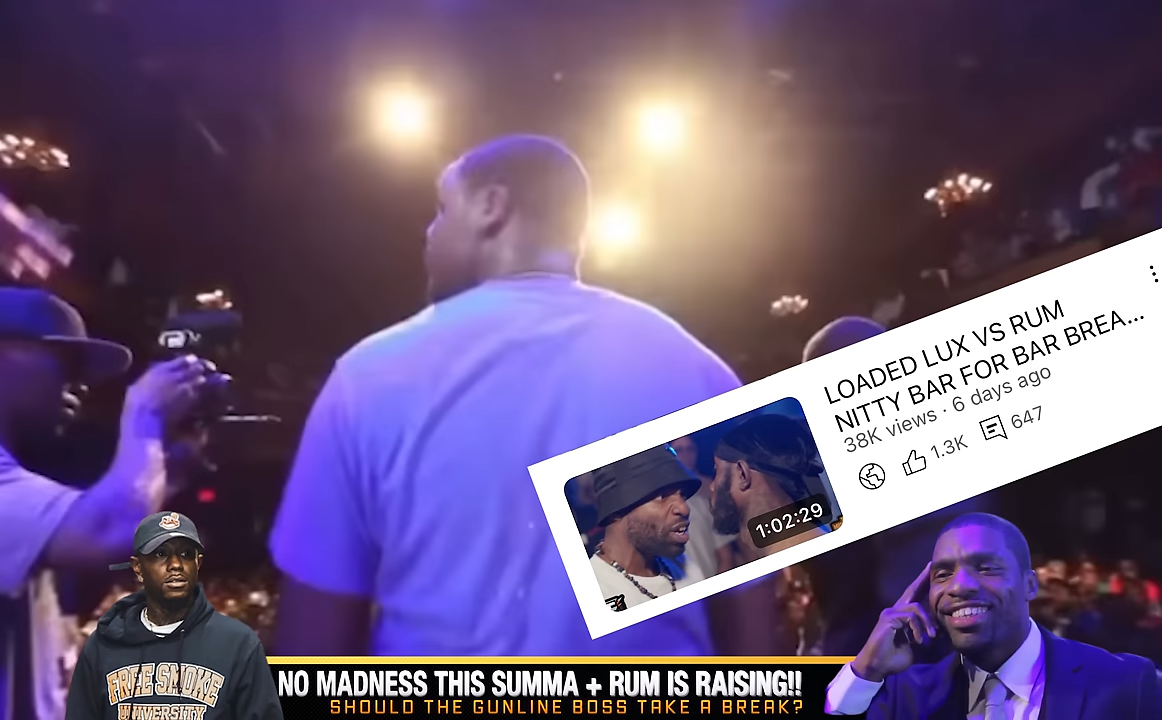 LOADED LUX VS RUM
NITTY BAR FOR BAR BREA...
38K views · 6 days ago
1.3K 647
1:02:29
FREE SMOKE
UNIVERSITY
NO MADNESS THIS SUMMA + RUM IS RAISING!!
SHOULD THE GUNLINE BOSS TAKE A BREAK?